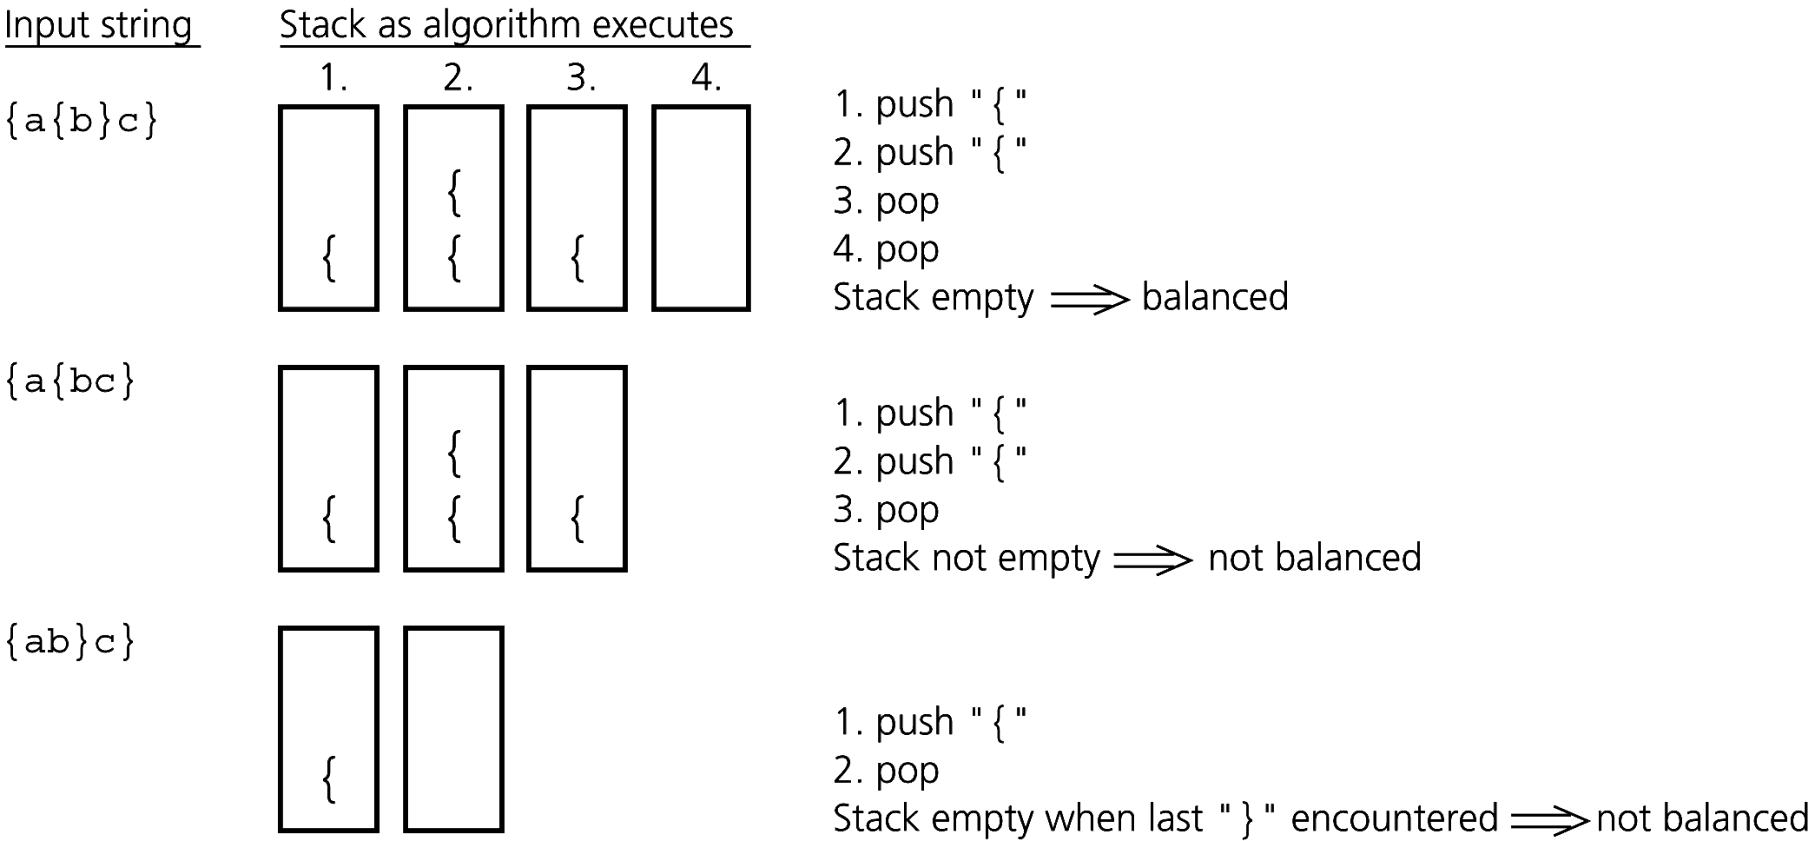 Input string Stack as algorithm executes
1. 2. 3. 4.
{a{b}c}
{
{ { {
1. push "{"
2. push "{"
3. pop
4. pop
Stack empty ⟹ balanced
{a{bc}
{
{ { {
1. push "{"
2. push "{"
3. pop
Stack not empty ⟹ not balanced
{ab}c}
{
1. push "{"
2. pop
Stack empty when last "}" encountered ⟹ not balanced